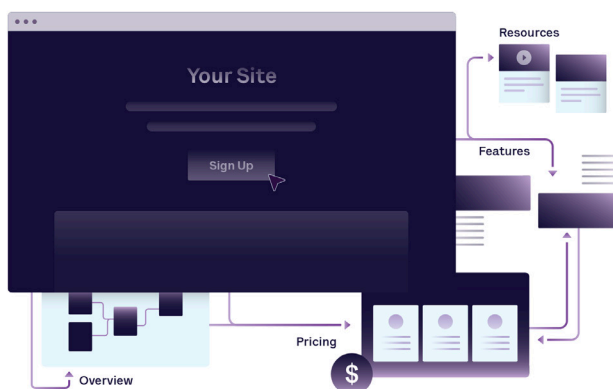 Your Site
Sign Up
Resources
Features
Pricing
$
Overview